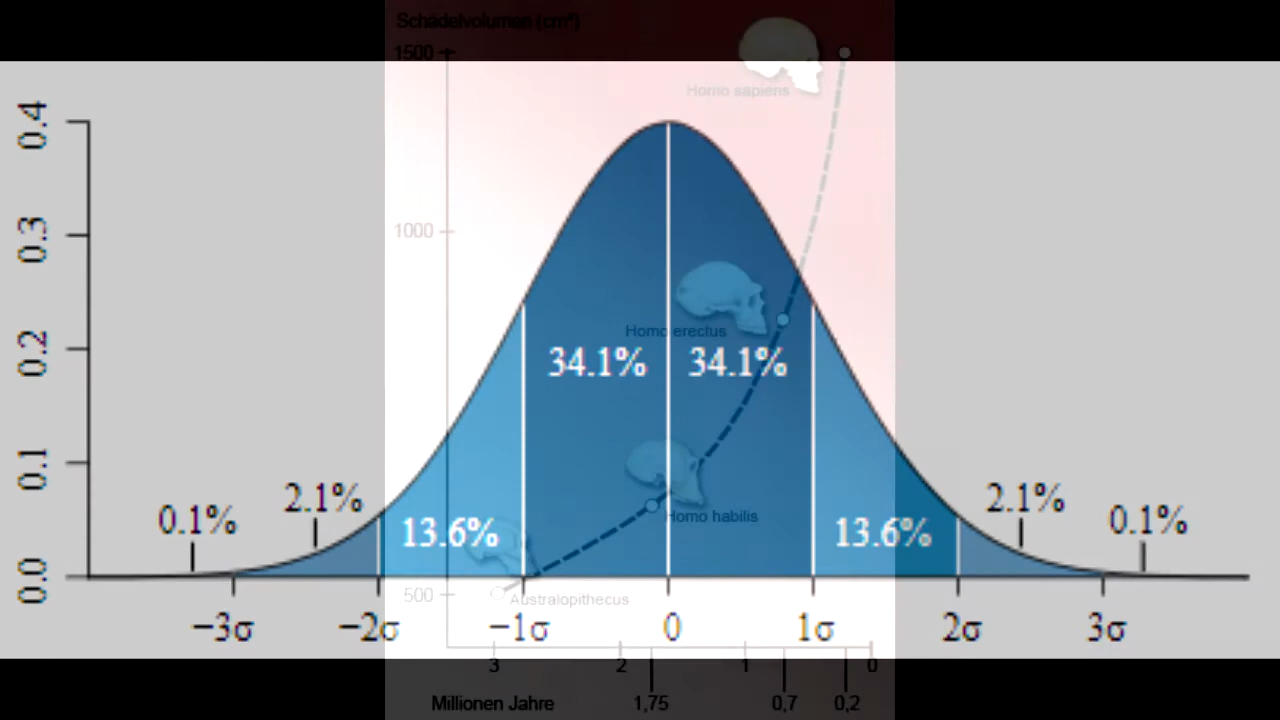 Schädelvolumen (cm³)
1500
Homo sapiens
0.4
0.3
1000
0.2
Homo erectus
34.1% 34.1%
0.1
0.1% 2.1% 13.6% 13.6% 2.1% 0.1%
Homo habilis
0.0
500 Australopithecus
−3σ −2σ −1σ 0 1σ 2σ 3σ
3 2 1 0
Millionen Jahre 1,75 0,7 0,2